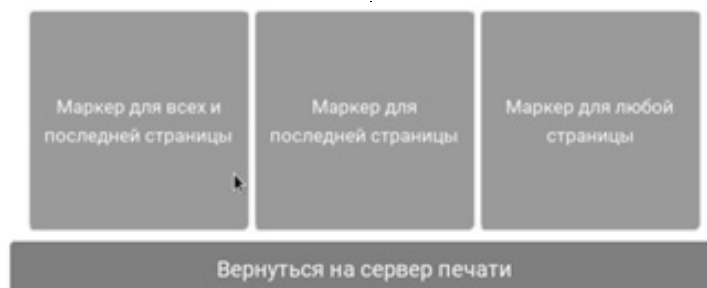 Маркер для всех и
последней страницы
Маркер для
последней страницы
Маркер для любой
страницы
Вернуться на сервер печати